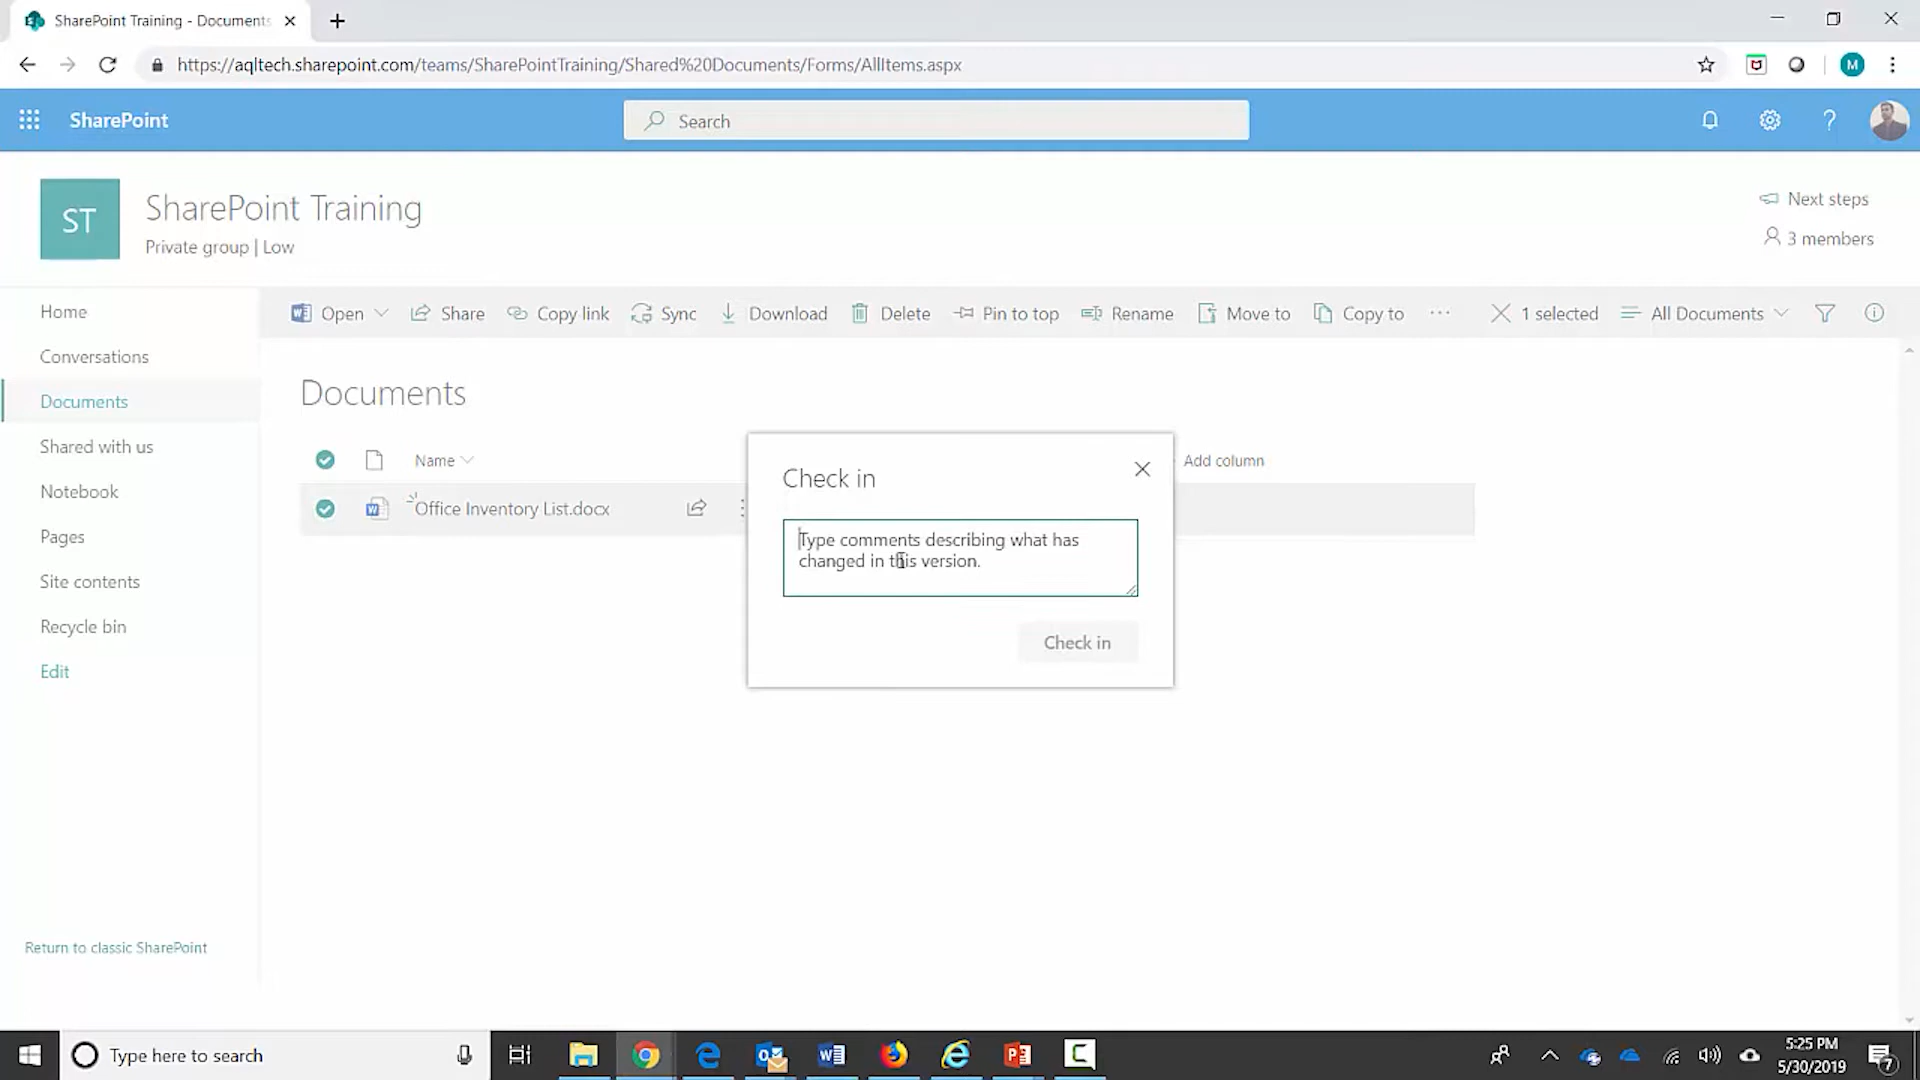 SharePoint Training - Documents
https://aqltech.sharepoint.com/teams/SharePointTraining/Shared%20Documents/Forms/AllItems.aspx
M
SharePoint
Search
?
ST
SharePoint Training
Private group | Low
Next steps
3 members
Home
Conversations
Documents
Shared with us
Notebook
Pages
Site contents
Recycle bin
Edit
Return to classic SharePoint
Open
Share
Copy link
Sync
Download
Delete
Pin to top
Rename
Move to
Copy to
···
1 selected
All Documents
Documents
Name
Add column
Office Inventory List.docx
Check in
Type comments describing what has
changed in this version.
Check in
Type here to search
5:25 PM
5/30/2019
7